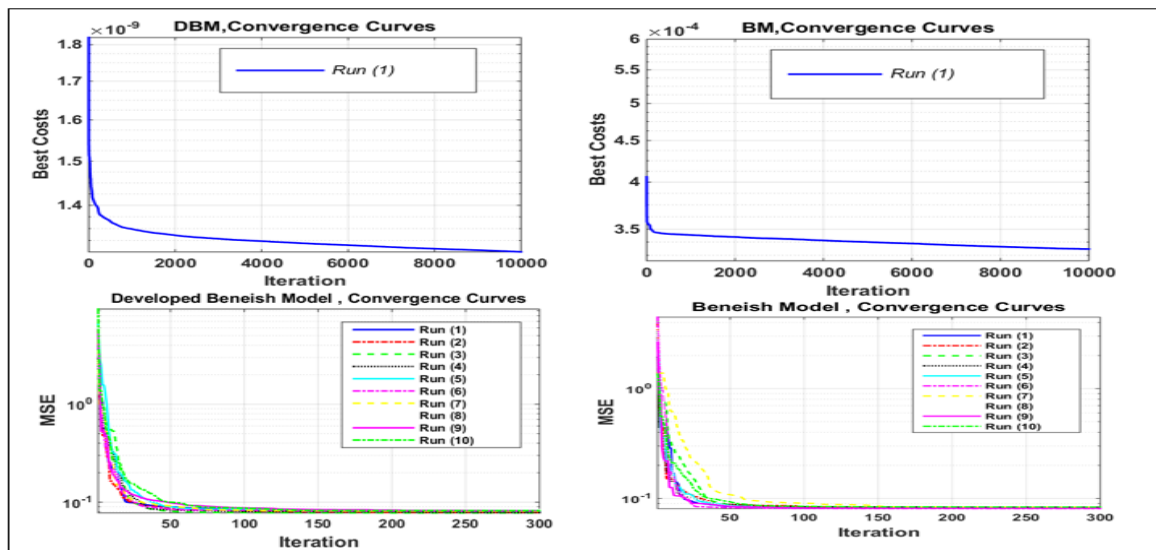 ×10-9
DBM,Convergence Curves
Run (1)
1.8
1.7
1.6
1.5
1.4
Best Costs
0 2000 4000 6000 8000 10000
Iteration
×10-4
BM,Convergence Curves
Run (1)
6
5.5
5
4.5
4
3.5
Best Costs
0 2000 4000 6000 8000 10000
Iteration
Developed Beneish Model , Convergence Curves
Run (1)
Run (2)
Run (3)
Run (4)
Run (5)
Run (6)
Run (7)
Run (8)
Run (9)
Run (10)
100
10-1
MSE
50 100 150 200 250 300
Iteration
Beneish Model , Convergence Curves
Run (1)
Run (2)
Run (3)
Run (4)
Run (5)
Run (6)
Run (7)
Run (8)
Run (9)
Run (10)
100
10-1
MSE
50 100 150 200 250 300
Iteration